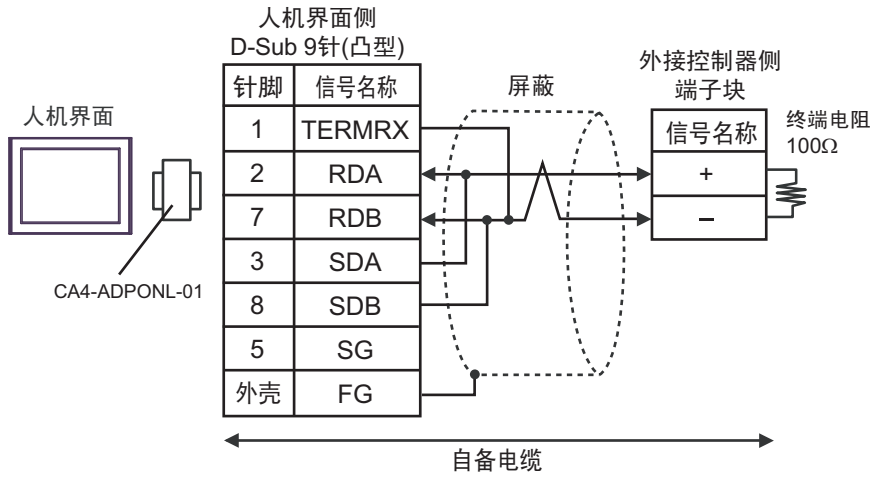 人机界面侧
D-Sub 9针(凸型)
外接控制器侧
端子块
人机界面
针脚 信号名称
屏蔽
信号名称
终端电阻
100Ω
1 TERMRX
2 RDA
+
7 RDB
–
3 SDA
CA4-ADPONL-01
8 SDB
5 SG
外壳 FG
自备电缆